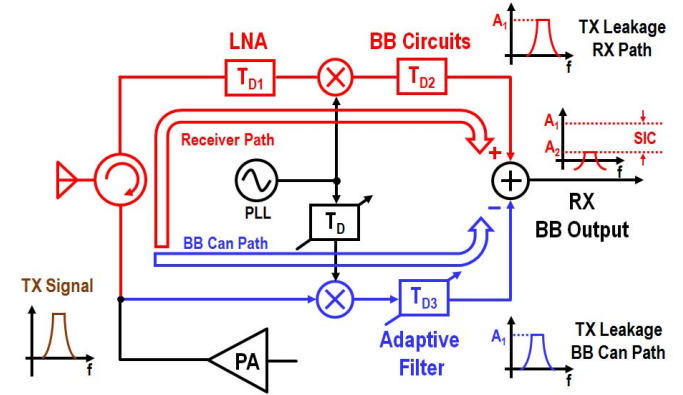 A1
TX Leakage
RX Path
f
LNA
BB Circuits
TD1
TD2
Receiver Path
+
A1
A2
SIC
f
PLL
TD
RX
BB Output
BB Can Path
−
TX Signal
f
PA
TD3
Adaptive
Filter
A1
TX Leakage
BB Can Path
f